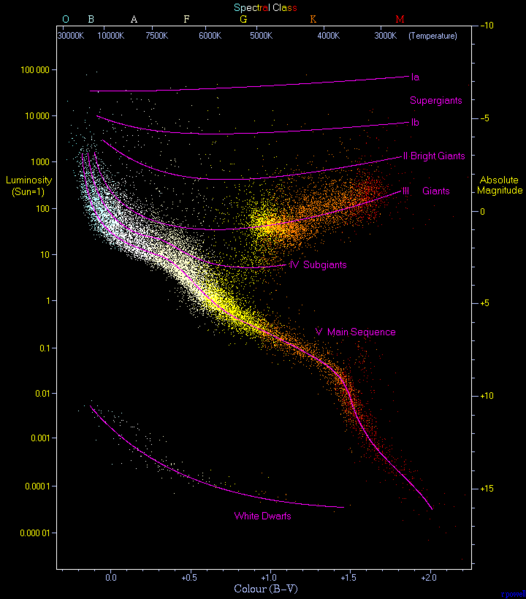 Spectral Class
O B A F G K M
30000K 10000K 7500K 6000K 5000K 4000K 3000K (Temperature)
-10
100 000
Ia
Supergiants
10 000
Ib
-5
1000
II Bright Giants
Luminosity
(Sun=1)
Absolute
Magnitude
III Giants
100
0
10
IV Subgiants
1
+5
V Main Sequence
0.1
0.01
+10
0.001
0.0001
+15
White Dwarfs
0.000 01
0.0 +0.5 +1.0 +1.5 +2.0
Colour (B-V)